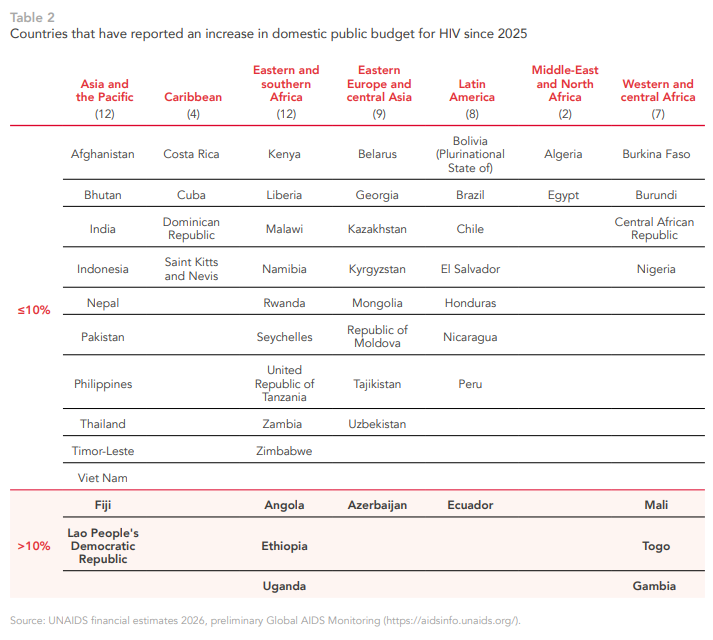 Table 2
Countries that have reported an increase in domestic public budget for HIV since 2025
Asia and
the Pacific
(12)
Caribbean
(4)
Eastern and
southern
Africa
(12)
Eastern
Europe and
central Asia
(9)
Latin
America
(8)
Middle-East
and North
Africa
(2)
Western and
central Africa
(7)
≤10%
Afghanistan
Costa Rica
Kenya
Belarus
Bolivia
(Plurinational
State of)
Algeria
Burkina Faso
Bhutan
Cuba
Liberia
Georgia
Brazil
Egypt
Burundi
India
Dominican
Republic
Malawi
Kazakhstan
Chile
Central African
Republic
Indonesia
Saint Kitts
and Nevis
Namibia
Kyrgyzstan
El Salvador
Nigeria
Nepal
Rwanda
Mongolia
Honduras
Pakistan
Seychelles
Republic of
Moldova
Nicaragua
Philippines
United
Republic of
Tanzania
Tajikistan
Peru
Thailand
Zambia
Uzbekistan
Timor-Leste
Zimbabwe
Viet Nam
>10%
Fiji
Angola
Azerbaijan
Ecuador
Mali
Lao People's
Democratic
Republic
Ethiopia
Togo
Uganda
Gambia
Source: UNAIDS financial estimates 2026, preliminary Global AIDS Monitoring (https://aidsinfo.unaids.org/).